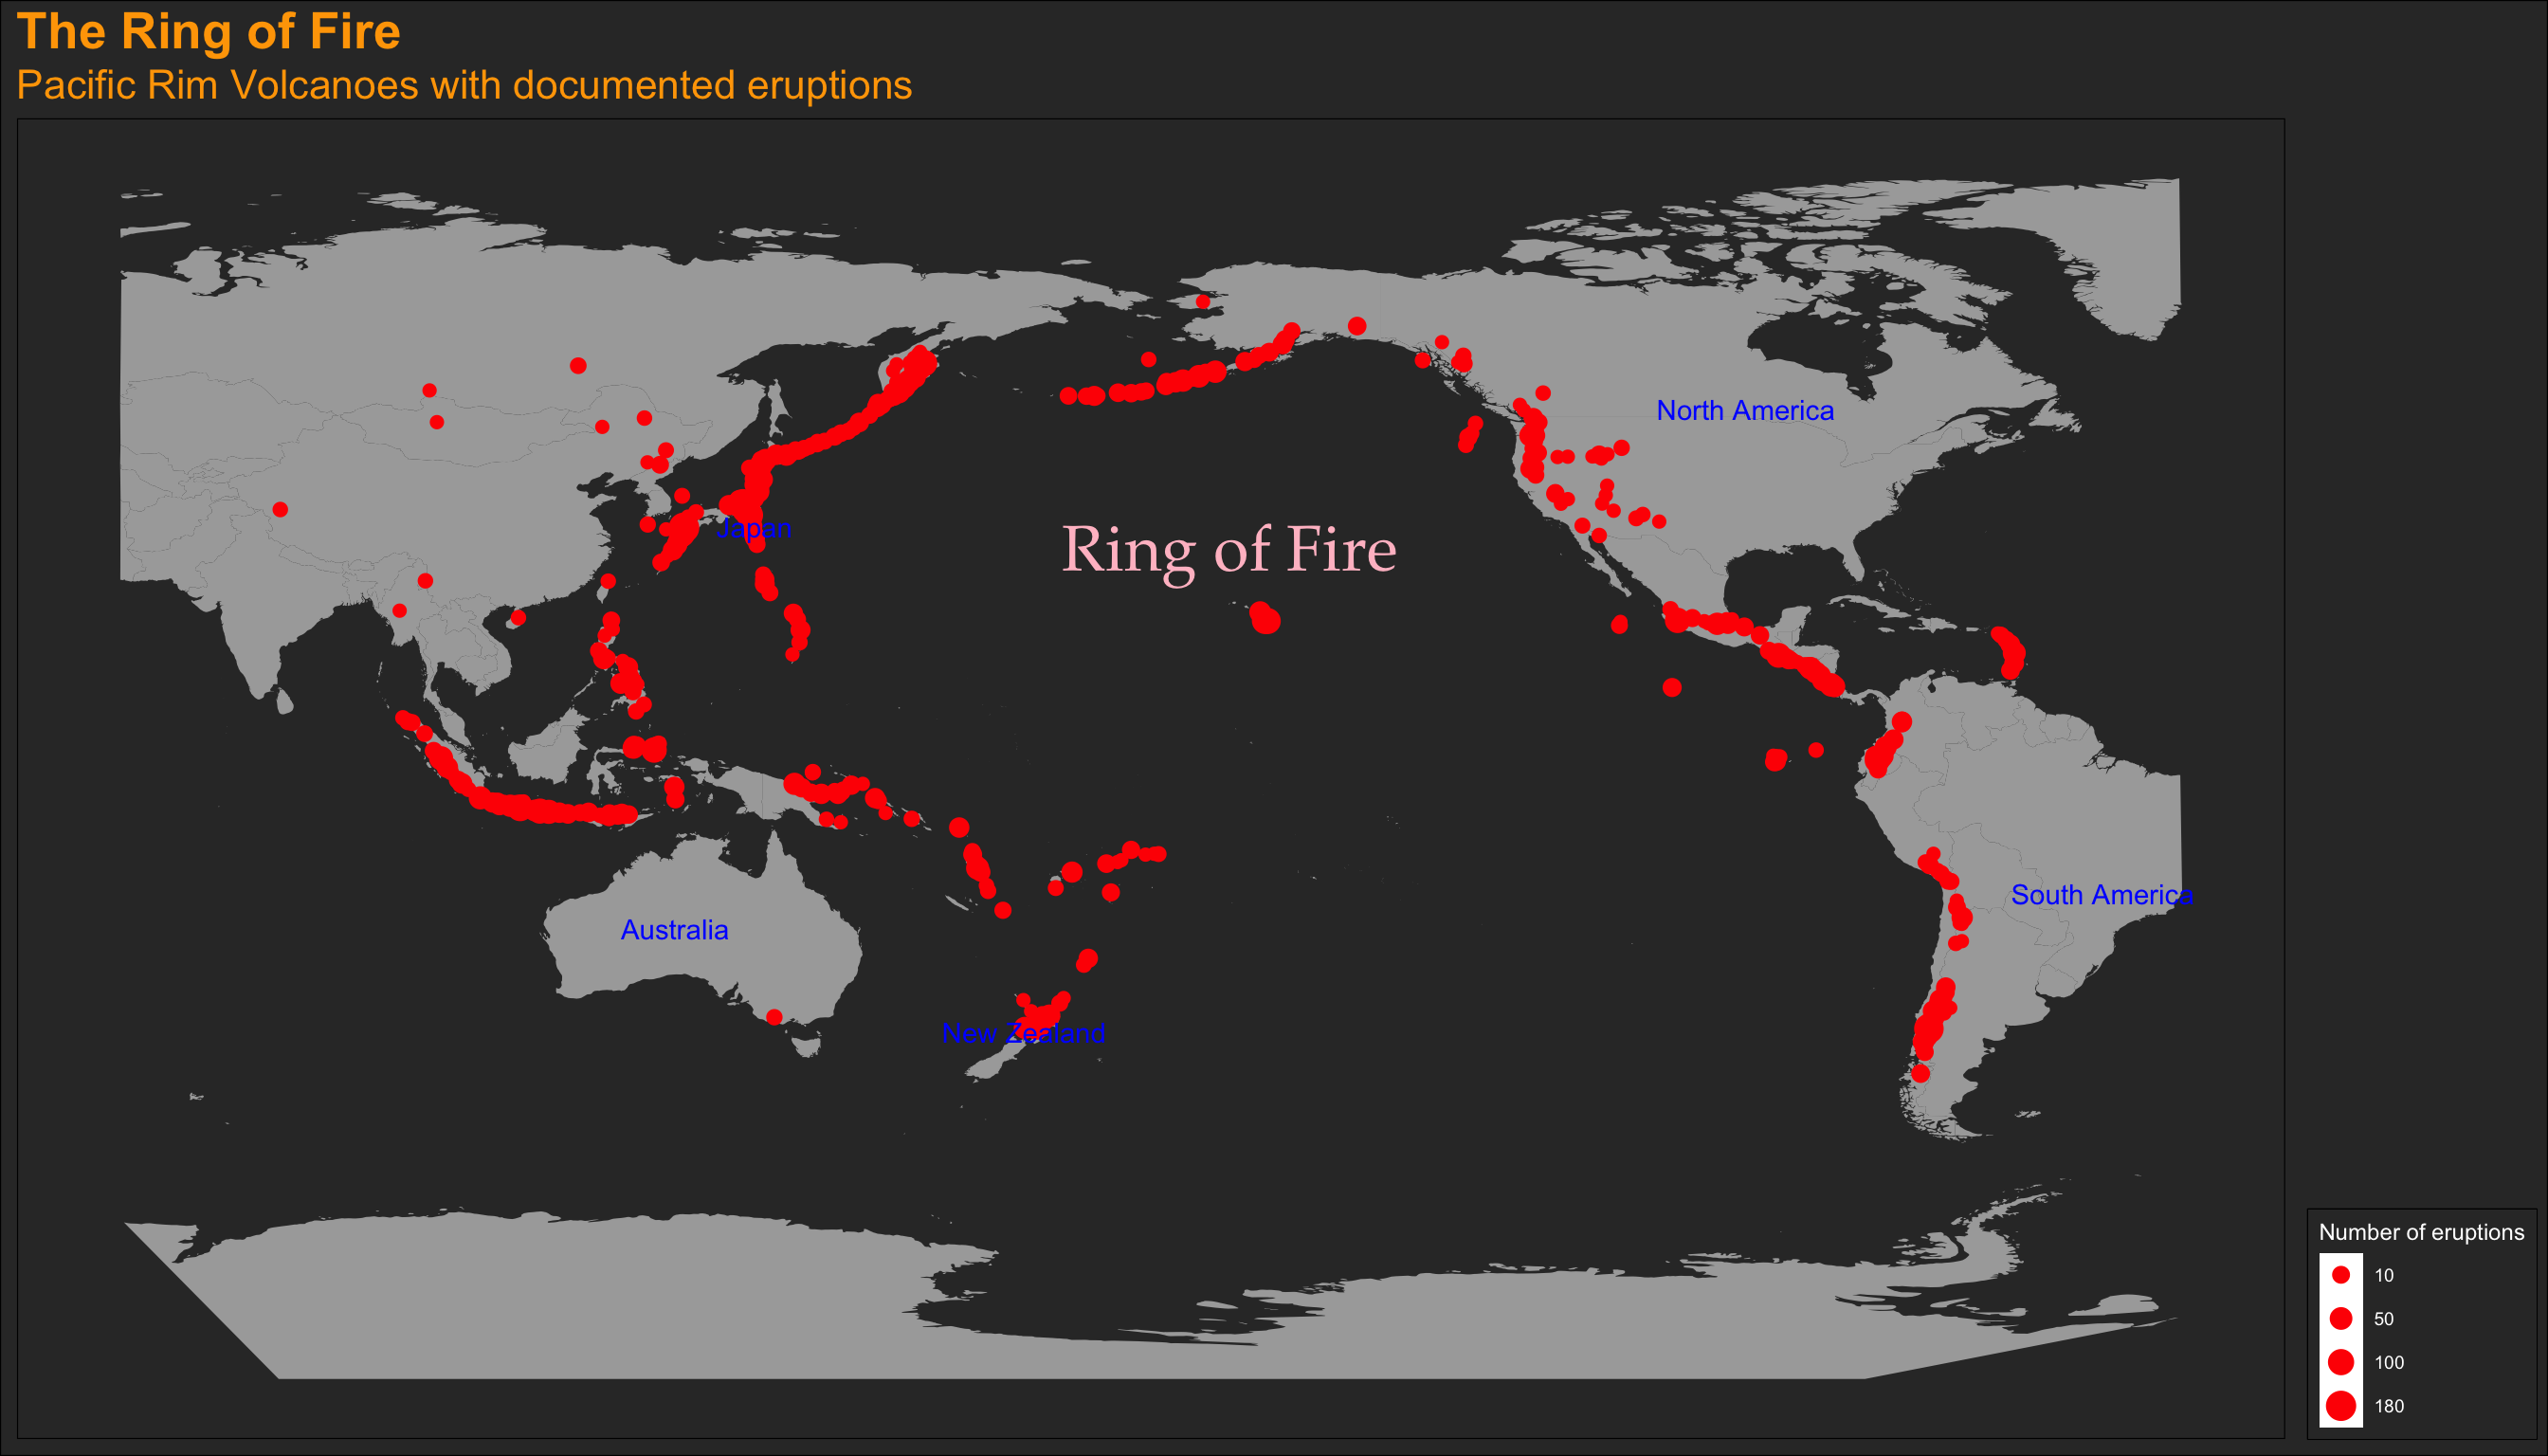 The Ring of Fire
Pacific Rim Volcanoes with documented eruptions
North America
Japan
Ring of Fire
South America
Australia
New Zealand
Number of eruptions
10
50
100
180